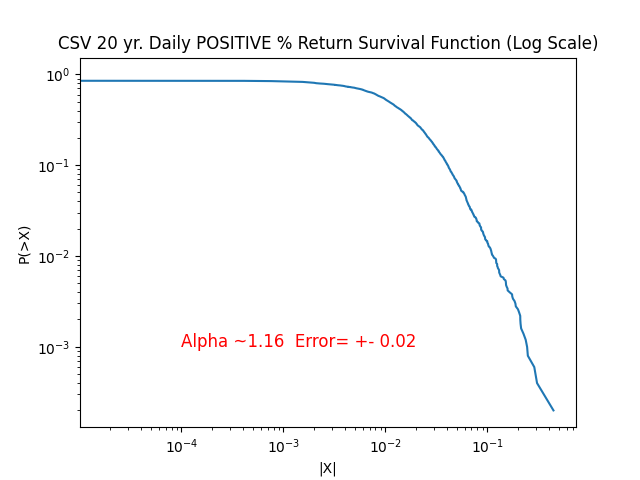 CSV 20 yr. Daily POSITIVE % Return Survival Function (Log Scale)
10⁰
10⁻¹
10⁻²
10⁻³
P(>X)
Alpha ~1.16  Error= +- 0.02
10⁻⁴ 10⁻³ 10⁻² 10⁻¹
|X|